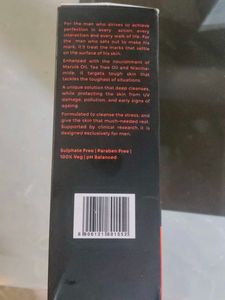 For the man who strives to achieve
perfection in every action, every
interaction and every walk of life. For
the man who sets out to make his
mark, it'll treat the marks that settle
on the surface of his skin.
Enhanced with the nourishment of
Marula Oil, Tea Tree Oil and Niacina-
mide, it targets tough skin that
tackles the toughest of situations.
A unique solution that deep cleanses,
while protecting the skin from UV
damage, pollution, and early signs of
ageing.
Formulated to cleanse the stress, and
give the skin that much-needed rest.
Supported by clinical research it is
designed exclusively for men.
Sulphate Free | Paraben Free |
100% Veg | pH Balanced